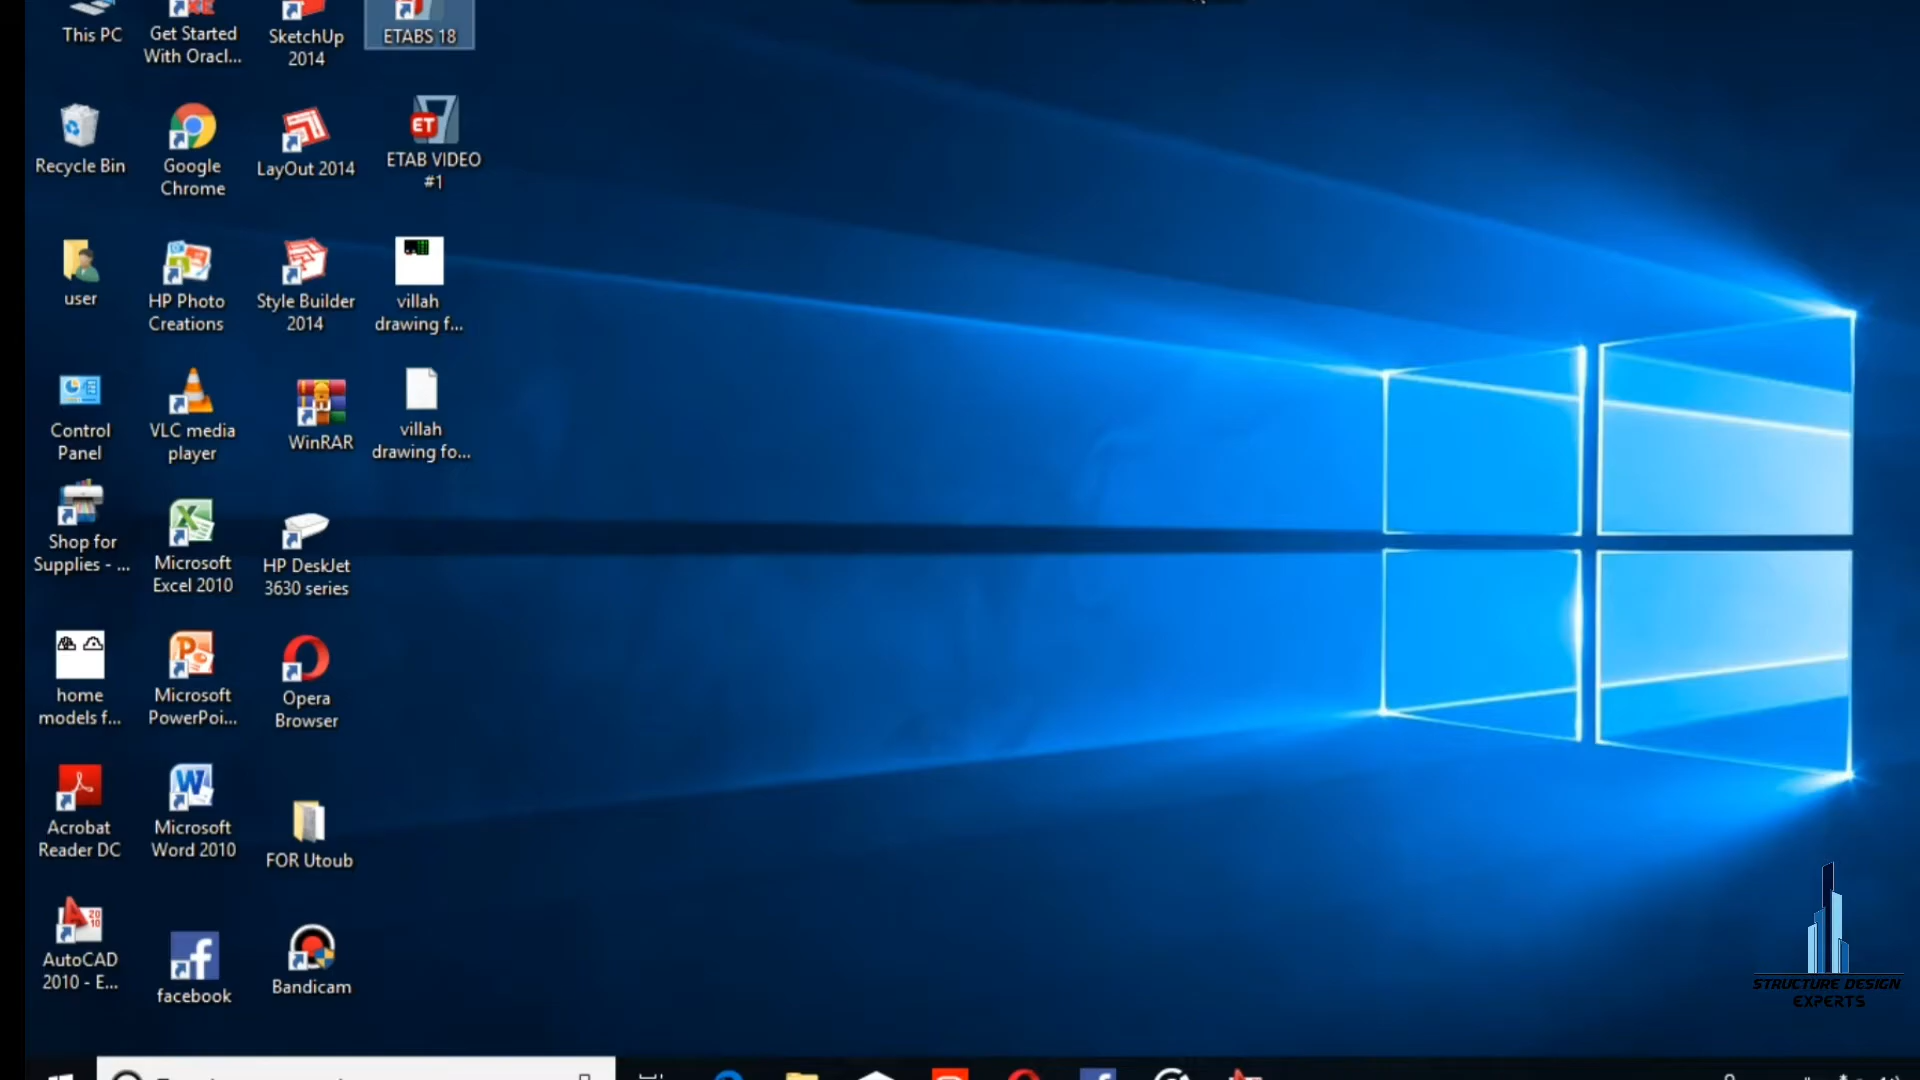 This PC
Get Started
With Oracl...
SketchUp
2014
ETABS 18
Recycle Bin
Google
Chrome
LayOut 2014
ET
ETAB VIDEO
#1
user
HP Photo
Creations
Style Builder
2014
villah
drawing f...
Control
Panel
VLC media
player
WinRAR
villah
drawing fo...
Shop for
Supplies - ...
Microsoft
Excel 2010
HP DeskJet
3630 series
home
models f...
Microsoft
PowerPoi...
Opera
Browser
Acrobat
Reader DC
Microsoft
Word 2010
FOR Utoub
AutoCAD
2010 - E...
facebook
Bandicam
STRUCTURE DESIGN
EXPERTS